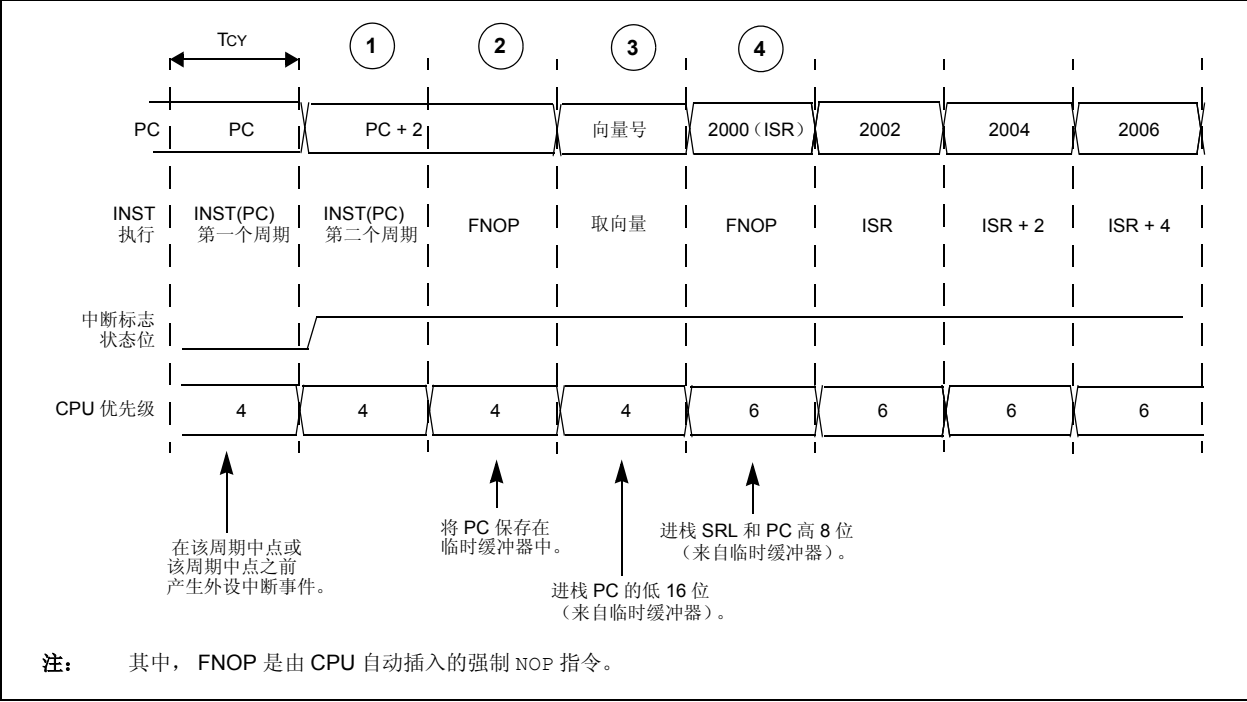 TCY
1
2
3
4
PC
PC
PC + 2
向量号
2000（ISR）
2002
2004
2006
INST
执行
INST(PC)
第一个周期
INST(PC)
第二个周期
FNOP
取向量
FNOP
ISR
ISR + 2
ISR + 4
中断标志
状态位
CPU 优先级
4
4
4
4
6
6
6
6
在该周期中点或
该周期中点之前
产生外设中断事件。
将 PC 保存在
临时缓冲器中。
进栈 PC 的低 16 位
（来自临时缓冲器）。
进栈 SRL 和 PC 高 8 位
（来自临时缓冲器）。
注： 其中， FNOP 是由 CPU 自动插入的强制 NOP 指令。